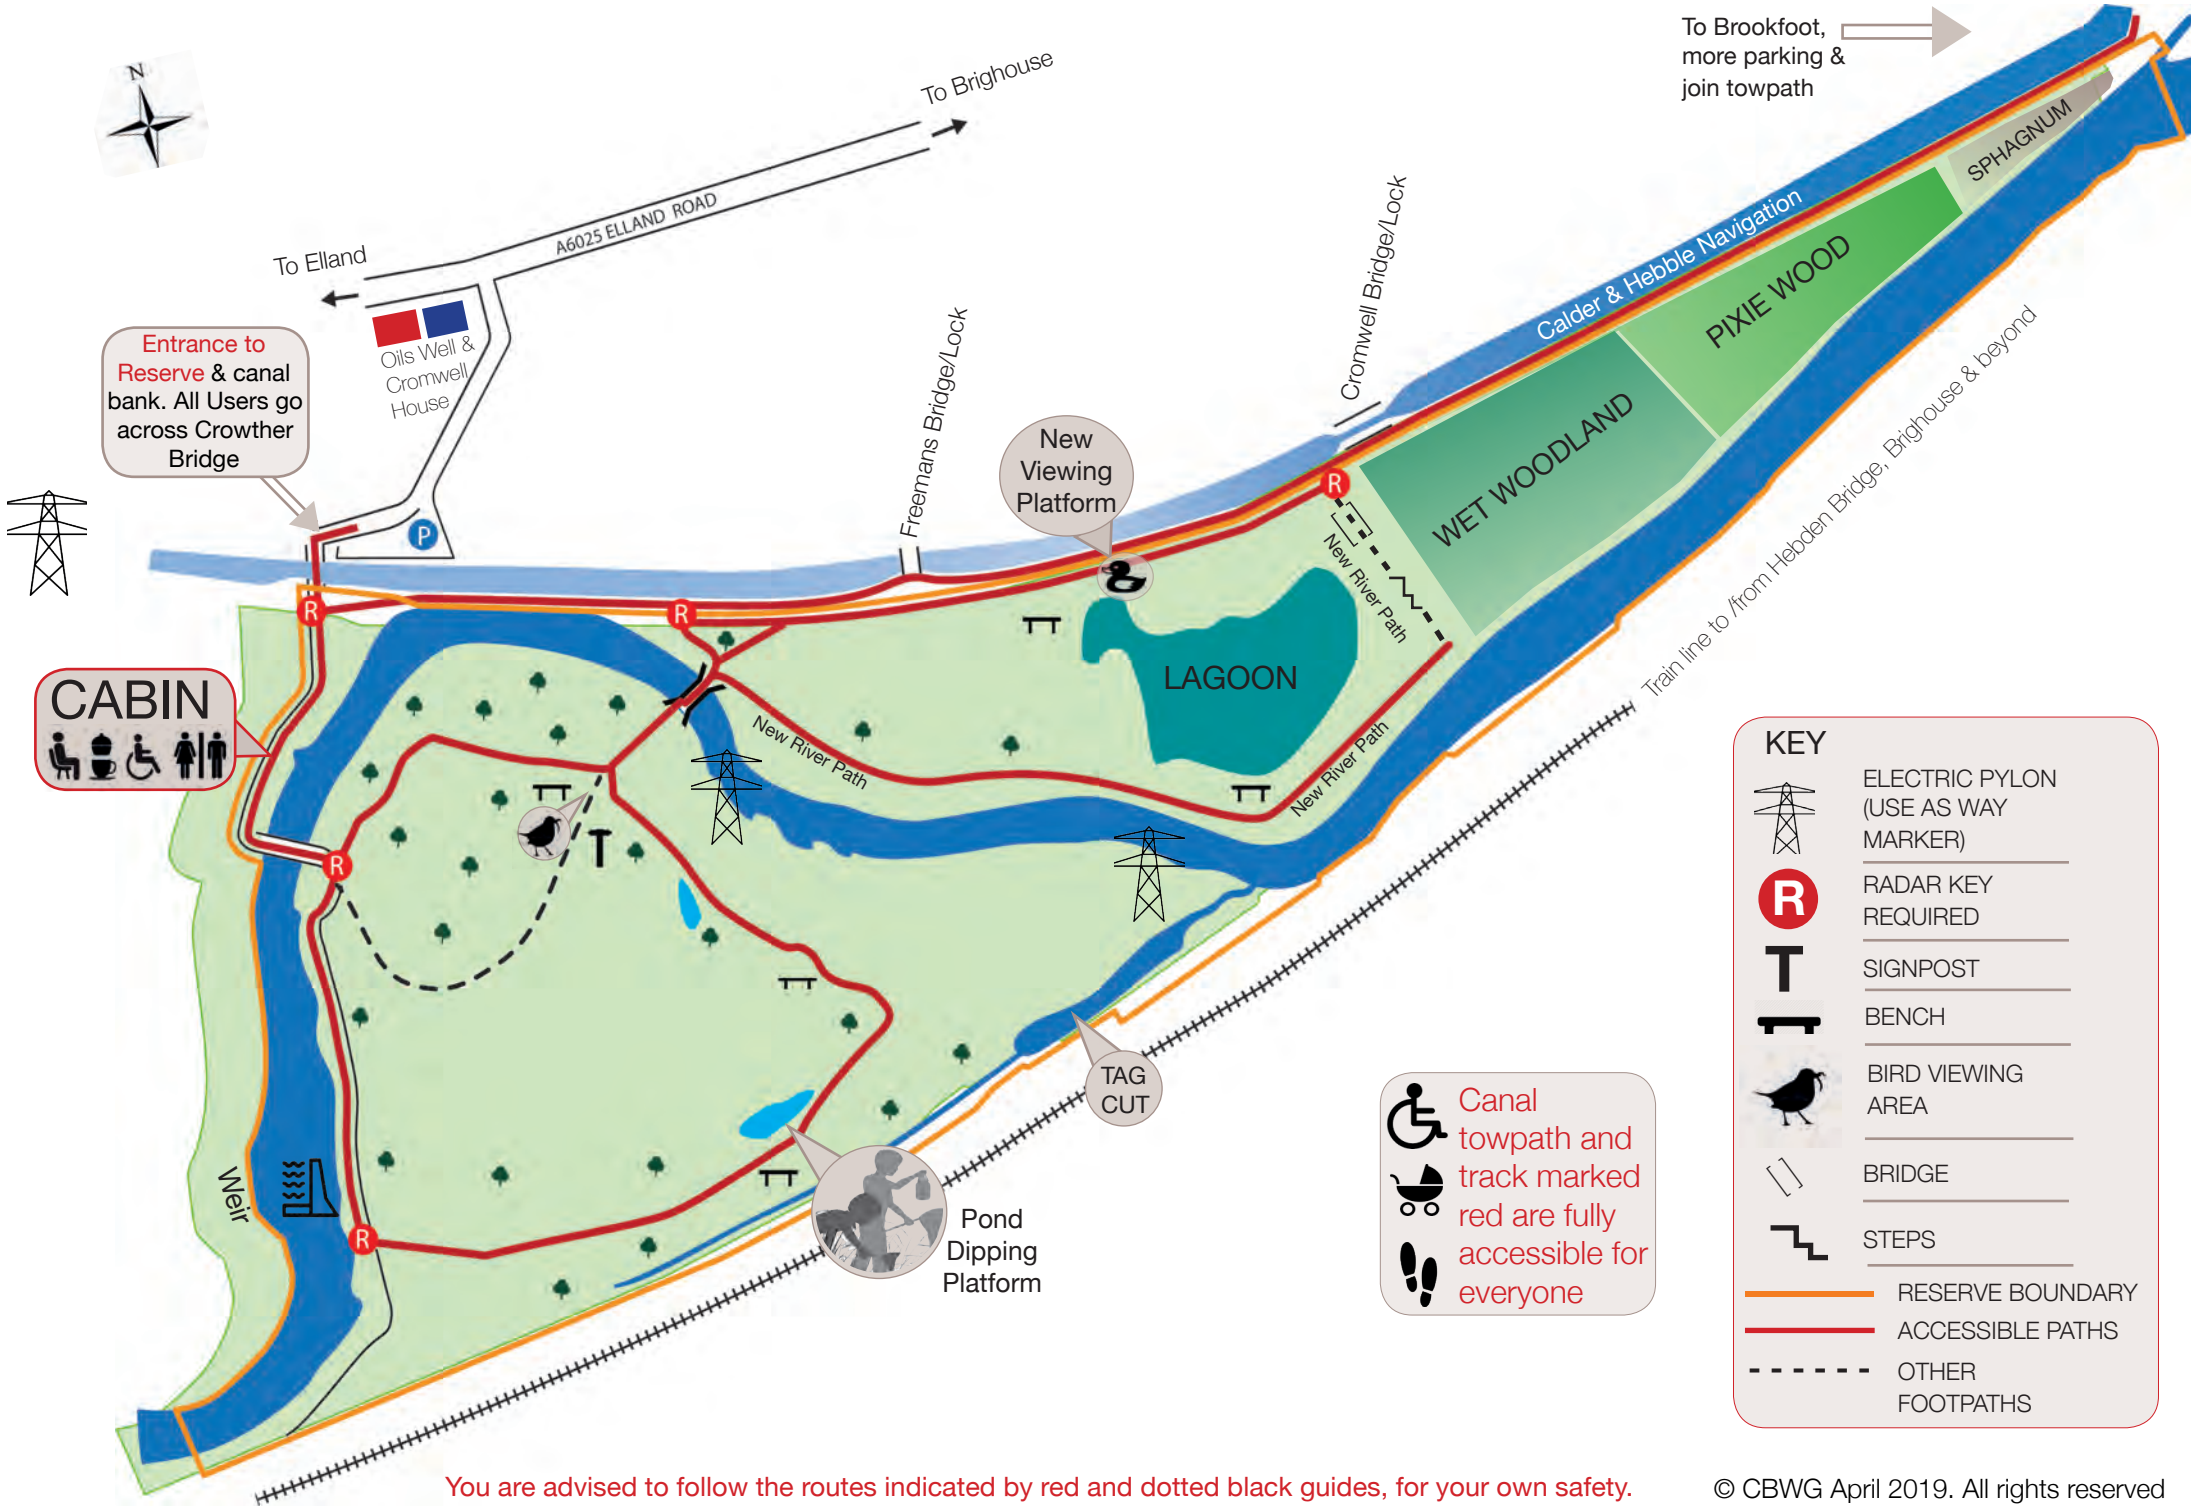 N
To Brookfoot,
more parking &
join towpath
To Brighouse
A6025 ELLAND ROAD
To Elland
Oils Well &
Cromwell
House
Entrance to
Reserve & canal
bank. All Users go
across Crowther
Bridge
P
Freemans Bridge/Lock
New
Viewing
Platform
Cromwell Bridge/Lock
Calder & Hebble Navigation
SPHAGNUM
PIXIE WOOD
WET WOODLAND
Train line to /from Hebden Bridge, Brighouse & beyond
R
R
R
New River Path
LAGOON
CABIN
New River Path
New River Path
R
R
Weir
TAG
CUT
Pond
Dipping
Platform
Canal
towpath and
track marked
red are fully
accessible for
everyone
KEY
ELECTRIC PYLON
(USE AS WAY
MARKER)
R
RADAR KEY
REQUIRED
T
SIGNPOST
BENCH
BIRD VIEWING
AREA
BRIDGE
STEPS
RESERVE BOUNDARY
ACCESSIBLE PATHS
OTHER
FOOTPATHS
You are advised to follow the routes indicated by red and dotted black guides, for your own safety.
© CBWG April 2019. All rights reserved